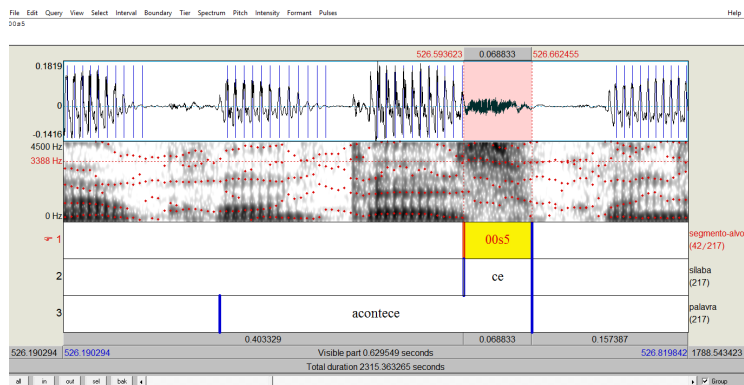 File Edit Query View Select Interval Boundary Tier Spectrum Pitch Intensity Formant Pulses Help
00s5
526.593623 0.068833 526.662455
0.1819
0
-0.1416
4500 Hz
3388 Hz
0 Hz
1 00s5 segmento-alvo
(42/217)
2 ce sílaba
(217)
3 acontece palavra
(217)
0.403329 0.068833 0.157387
526.190294 526.190294 Visible part 0.629549 seconds 526.819842 1788.543423
Total duration 2315.363265 seconds
all in out sel bak Group